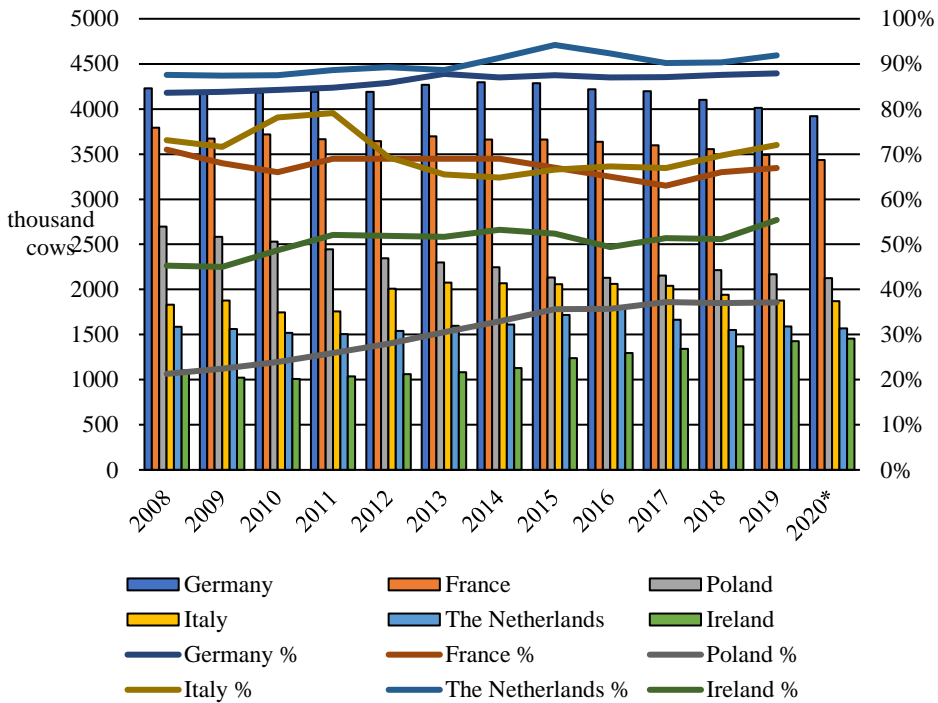 5000 100%
4500 90%
4000 80%
3500 70%
3000 60%
thousand
cows
2500 50%
2000 40%
1500 30%
1000 20%
500 10%
0 0%
2008 2009 2010 2011 2012 2013 2014 2015 2016 2017 2018 2019 2020*
Germany France Poland
Italy The Netherlands Ireland
Germany % France % Poland %
Italy % The Netherlands % Ireland %